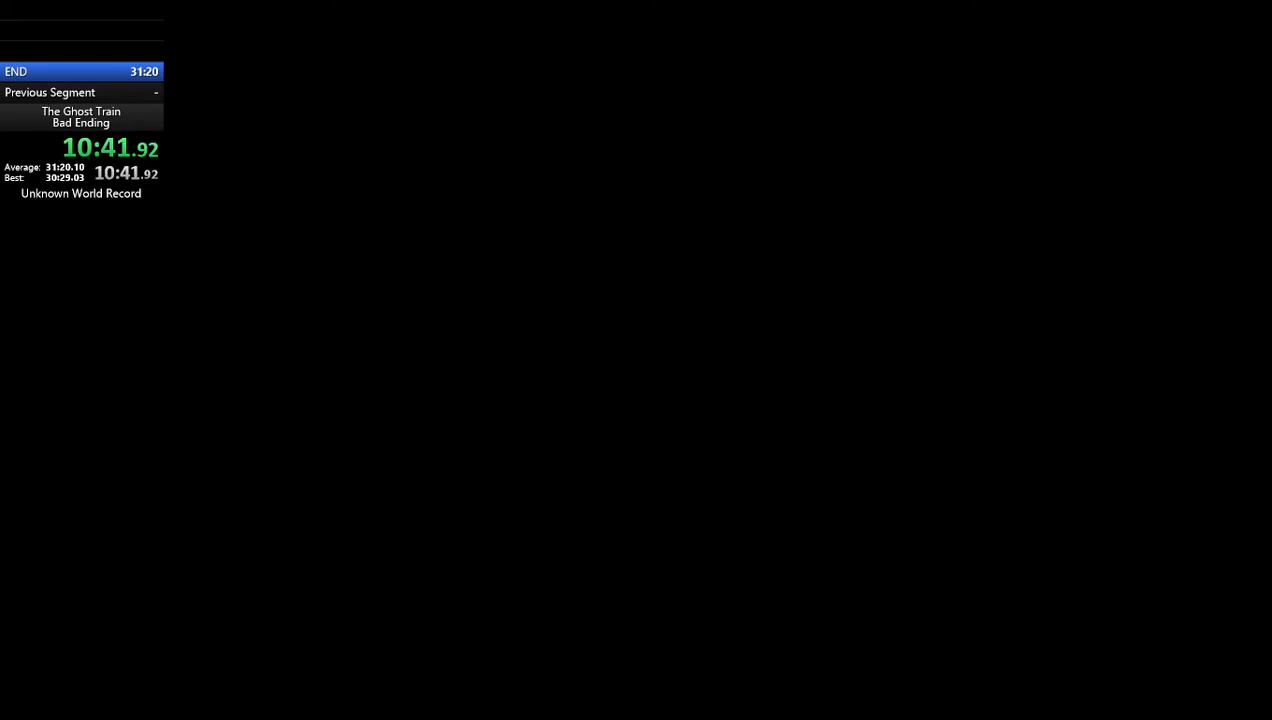 END 31:20
Previous Segment -
The Ghost Train
Bad Ending
10:41.92
Average: 31:20.10
Best: 30:29.03
10:41.92
Unknown World Record